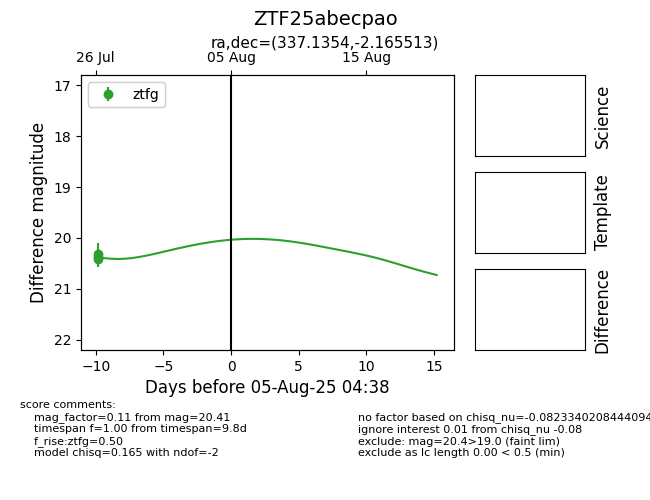 ZTF25abecpao
ra,dec=(337.1354,-2.165513)
26 Jul
05 Aug
15 Aug
ztfg
17
18
19
20
21
22
Difference magnitude
−10
−5
0
5
10
15
Days before 05-Aug-25 04:38
Science
Template
Difference
score comments:
mag_factor=0.11 from mag=20.41
timespan f=1.00 from timespan=9.8d
f_rise:ztfg=0.50
model chisq=0.165 with ndof=-2
no factor based on chisq_nu=-0.0823340208444094
ignore interest 0.01 from chisq_nu -0.08
exclude: mag=20.4>19.0 (faint lim)
exclude as lc length 0.00 < 0.5 (min)